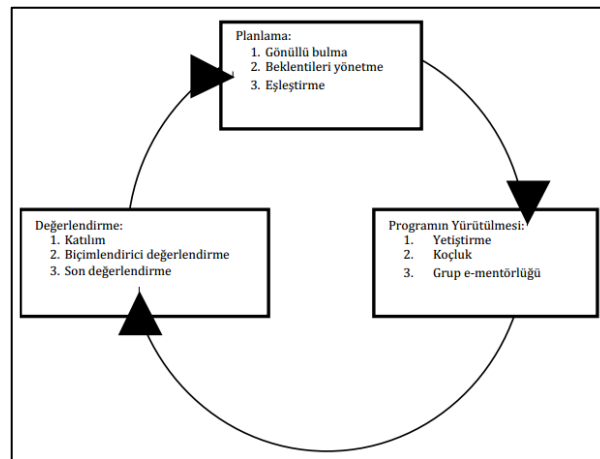 Planlama:
1. Gönüllü bulma
2. Beklentileri yönetme
3. Eşleştirme
Değerlendirme:
1. Katılım
2. Biçimlendirici değerlendirme
3. Son değerlendirme
Programın Yürütülmesi:
1. Yetiştirme
2. Koçluk
3. Grup e-mentörlüğü